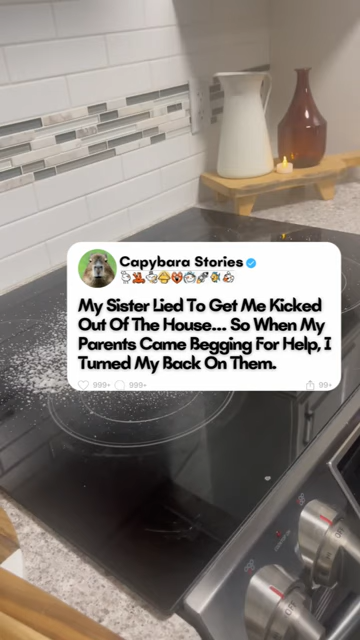 Capybara Stories
My Sister Lied To Get Me Kicked
Out Of The House... So When My
Parents Came Begging For Help, I
Turned My Back On Them.
999+ 999+ 99+